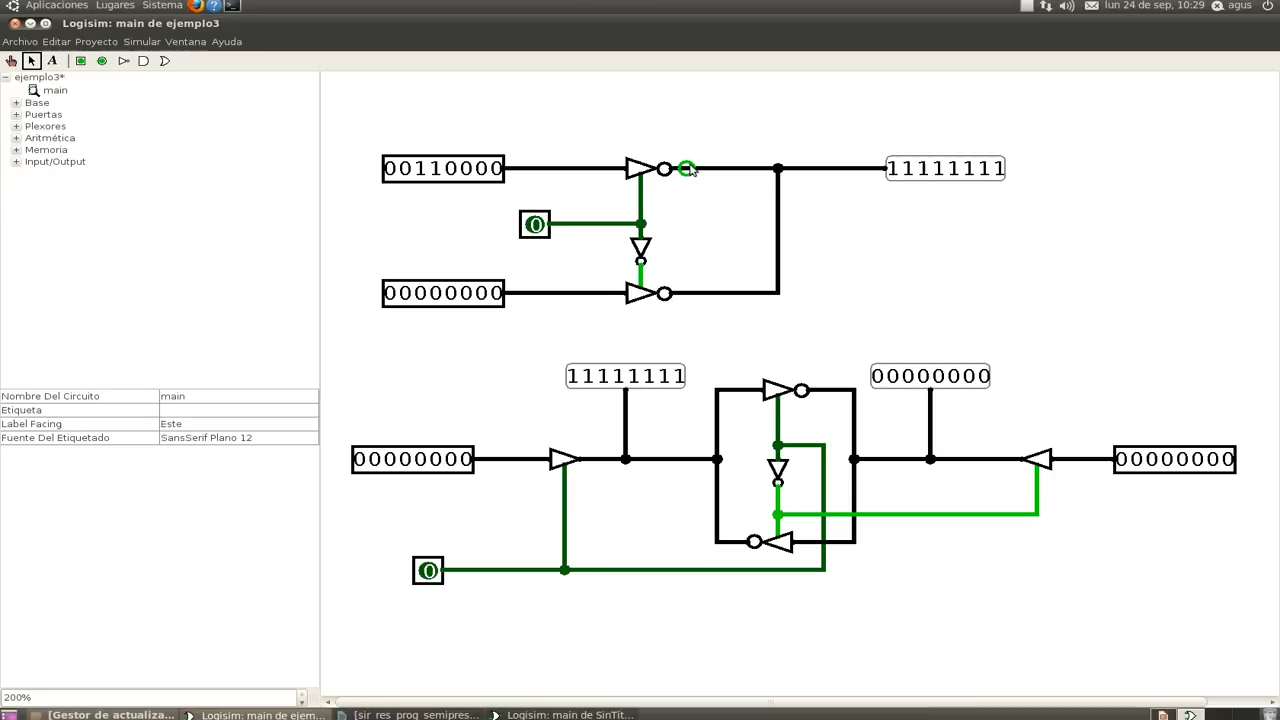 Aplicaciones Lugares Sistema
lun 24 de sep, 10:29 agus
Logisim: main de ejemplo3
Archivo Editar Proyecto Simular Ventana Ayuda
A
ejemplo3*
main
Base
Puertas
Plexores
Aritmética
Memoria
Input/Output
Nombre Del Circuito main
Etiqueta
Label Facing Este
Fuente Del Etiquetado SansSerif Plano 12
200%
00110000
11111111
0
00000000
11111111
00000000
00000000
00000000
0
[Gestor de actualiza... Logisim: main de ejem... [sir_res_prog_semipres... Logisim: main de SinTít...